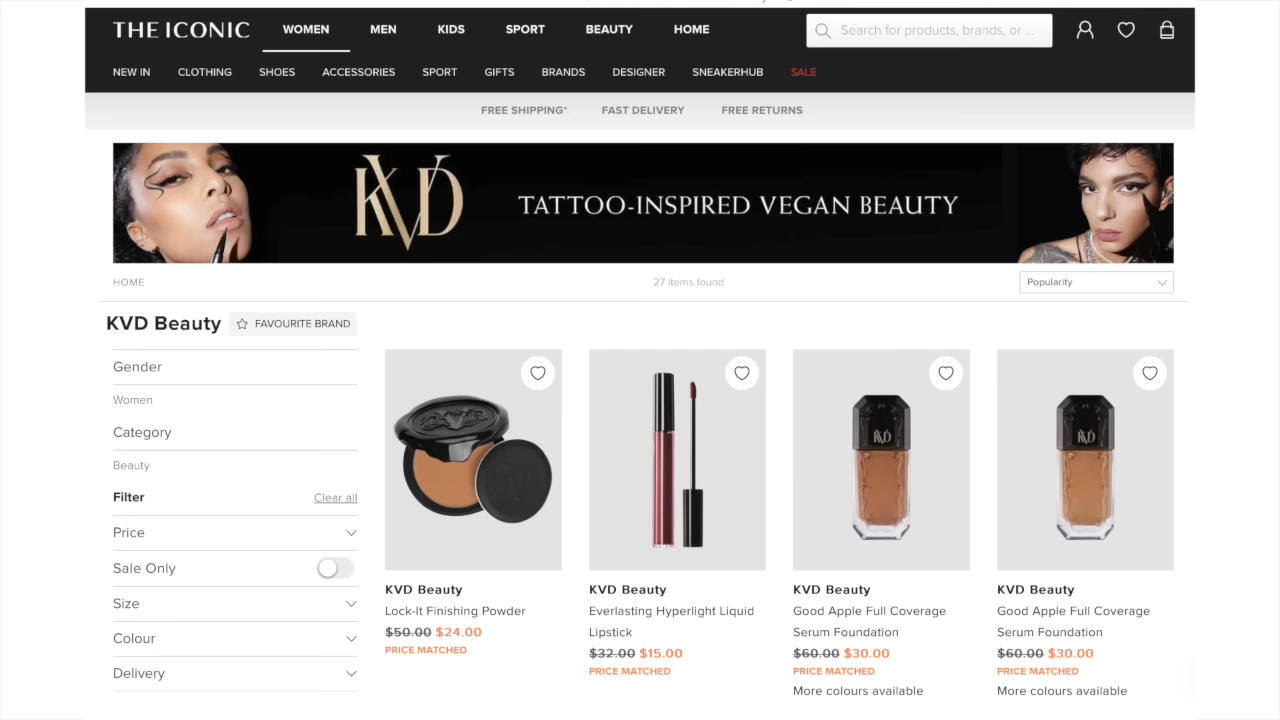 THE ICONIC WOMEN MEN KIDS SPORT BEAUTY HOME Search for products, brands, or ...
NEW IN CLOTHING SHOES ACCESSORIES SPORT GIFTS BRANDS DESIGNER SNEAKERHUB SALE
FREE SHIPPING* FAST DELIVERY FREE RETURNS
KVD TATTOO-INSPIRED VEGAN BEAUTY
HOME 27 items found Popularity
KVD Beauty FAVOURITE BRAND
Gender
Women
Category
Beauty
Filter Clear all
Price
Sale Only
Size
Colour
Delivery
KVD
KVD
KVD Beauty
Lock-It Finishing Powder
$50.00 $24.00
PRICE MATCHED
KVD Beauty
Everlasting Hyperlight Liquid
Lipstick
$32.00 $15.00
PRICE MATCHED
KVD Beauty
Good Apple Full Coverage
Serum Foundation
$60.00 $30.00
PRICE MATCHED
More colours available
KVD Beauty
Good Apple Full Coverage
Serum Foundation
$60.00 $30.00
PRICE MATCHED
More colours available